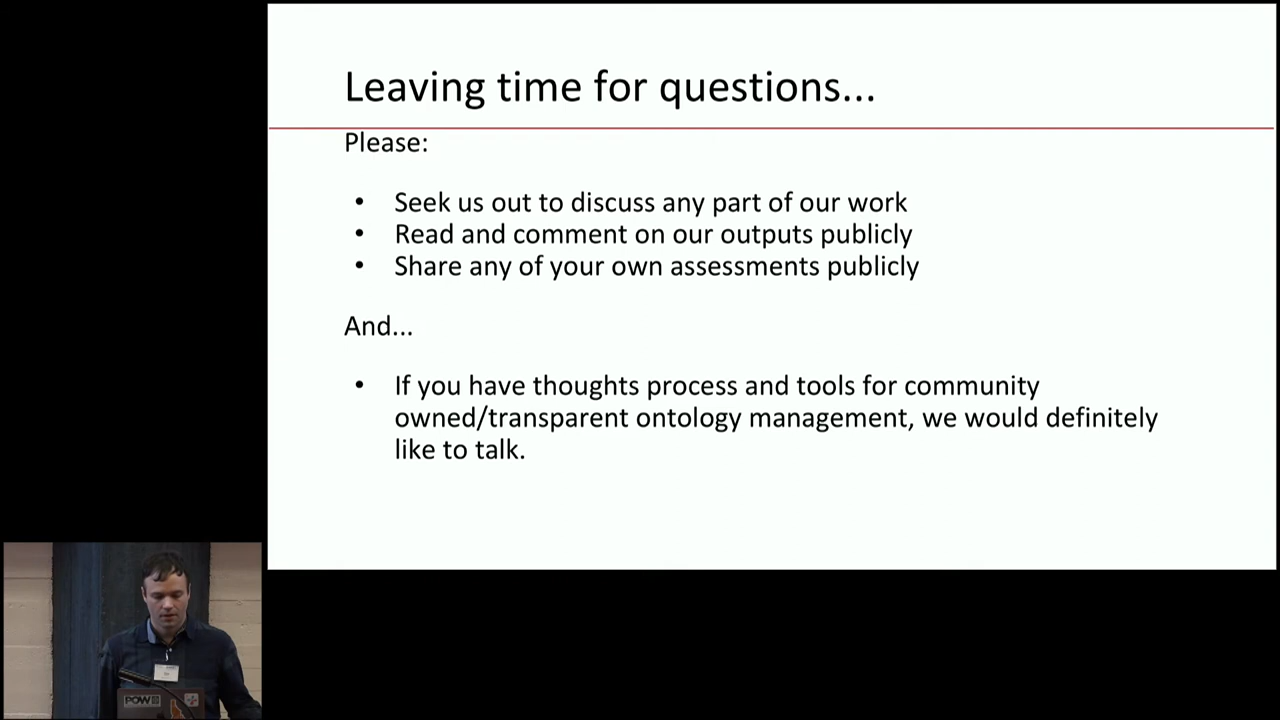 Leaving time for questions...
Please:
• Seek us out to discuss any part of our work
• Read and comment on our outputs publicly
• Share any of your own assessments publicly
And...
• If you have thoughts process and tools for community
owned/transparent ontology management, we would definitely
like to talk.